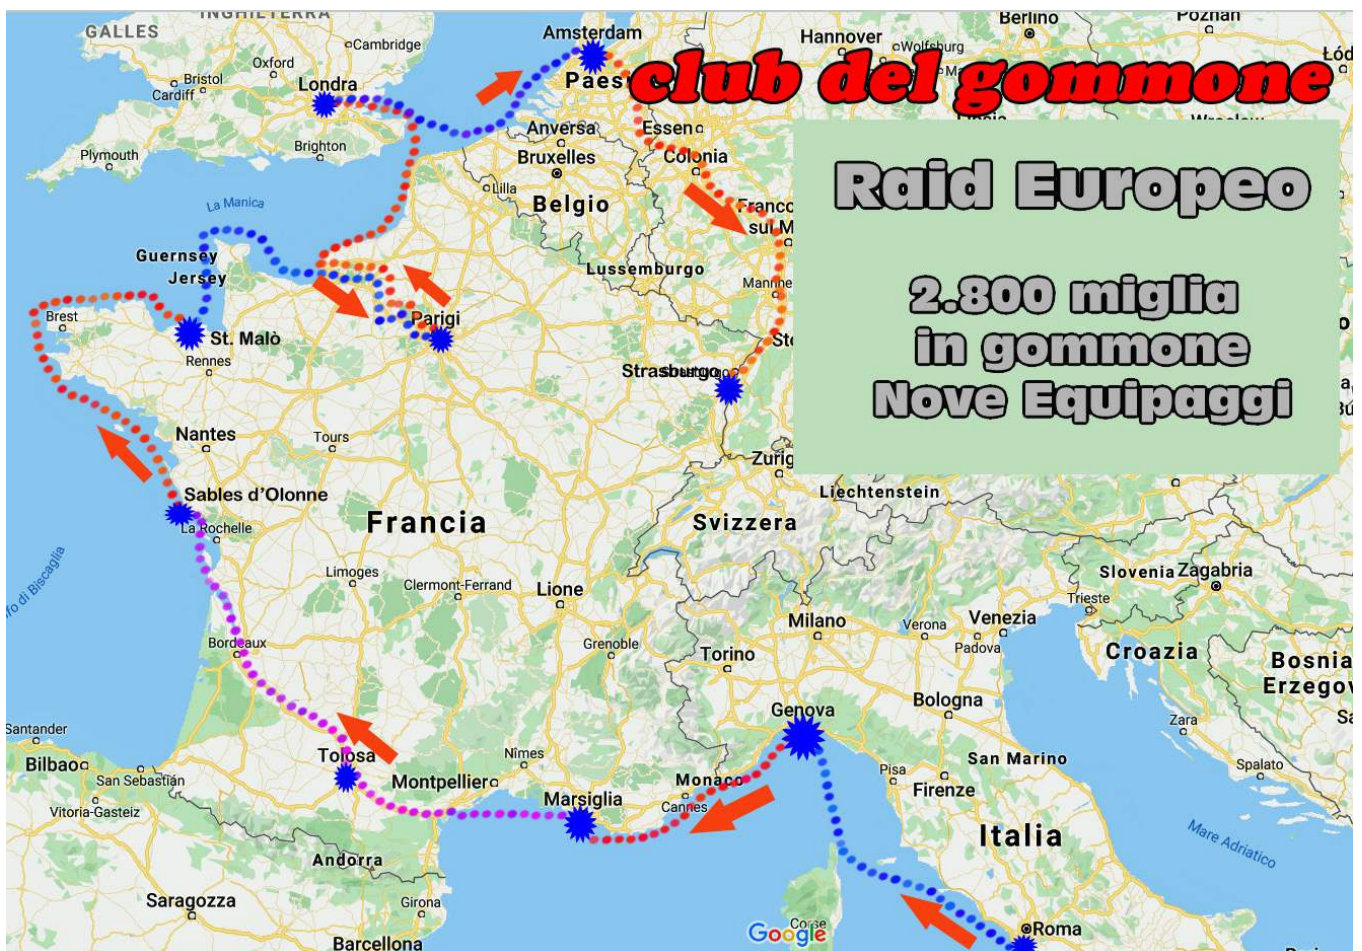 INGHILTERRA
GALLES
Cambridge
Oxford
Bristol
Cardiff
Londra
Brighton
Plymouth
La Manica
Guernsey
Jersey
Brest
St. Malò
Rennes
Parigi
Nantes
Tours
Sables d'Olonne
La Rochelle
Francia
Limoges
Clermont-Ferrand
Lione
Grenoble
Bordeaux
Tolosa
Montpellier
Nîmes
Marsiglia
Cannes
Monaco
Santander
Bilbao
San Sebastián
Vitoria-Gasteiz
Andorra
Saragozza
Girona
Barcellona
Amsterdam
Paes
Anversa
Bruxelles
Lilla
Belgio
Lussemburgo
Essen
Colonia
Hannover
Wolfsburg
Berlino
Poznań
club del gommone
Raid Europeo
2.800 miglia
in gommone
Nove Equipaggi
Strasburgo
Svizzera
Liechtenstein
Milano
Torino
Verona
Venezia
Padova
Genova
Bologna
San Marino
Pisa
Firenze
Italia
Roma
Corse
Google
Slovenia
Zagabria
Trieste
Croazia
Bosnia
Zara
Spalato
Mare Adriatico